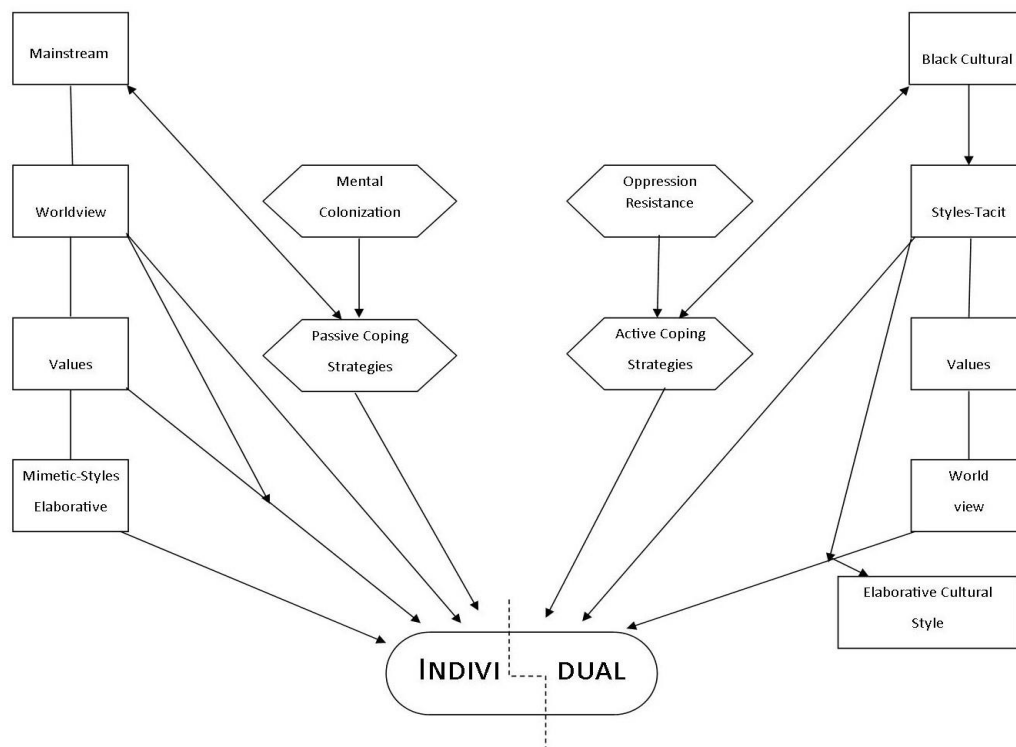 Mainstream
Black Cultural
Mental
Colonization
Oppression
Resistance
Worldview
Styles-Tacit
Passive Coping
Strategies
Active Coping
Strategies
Values
Values
Mimetic-Styles
Elaborative
World
view
Elaborative Cultural
Style
INDIVI DUAL